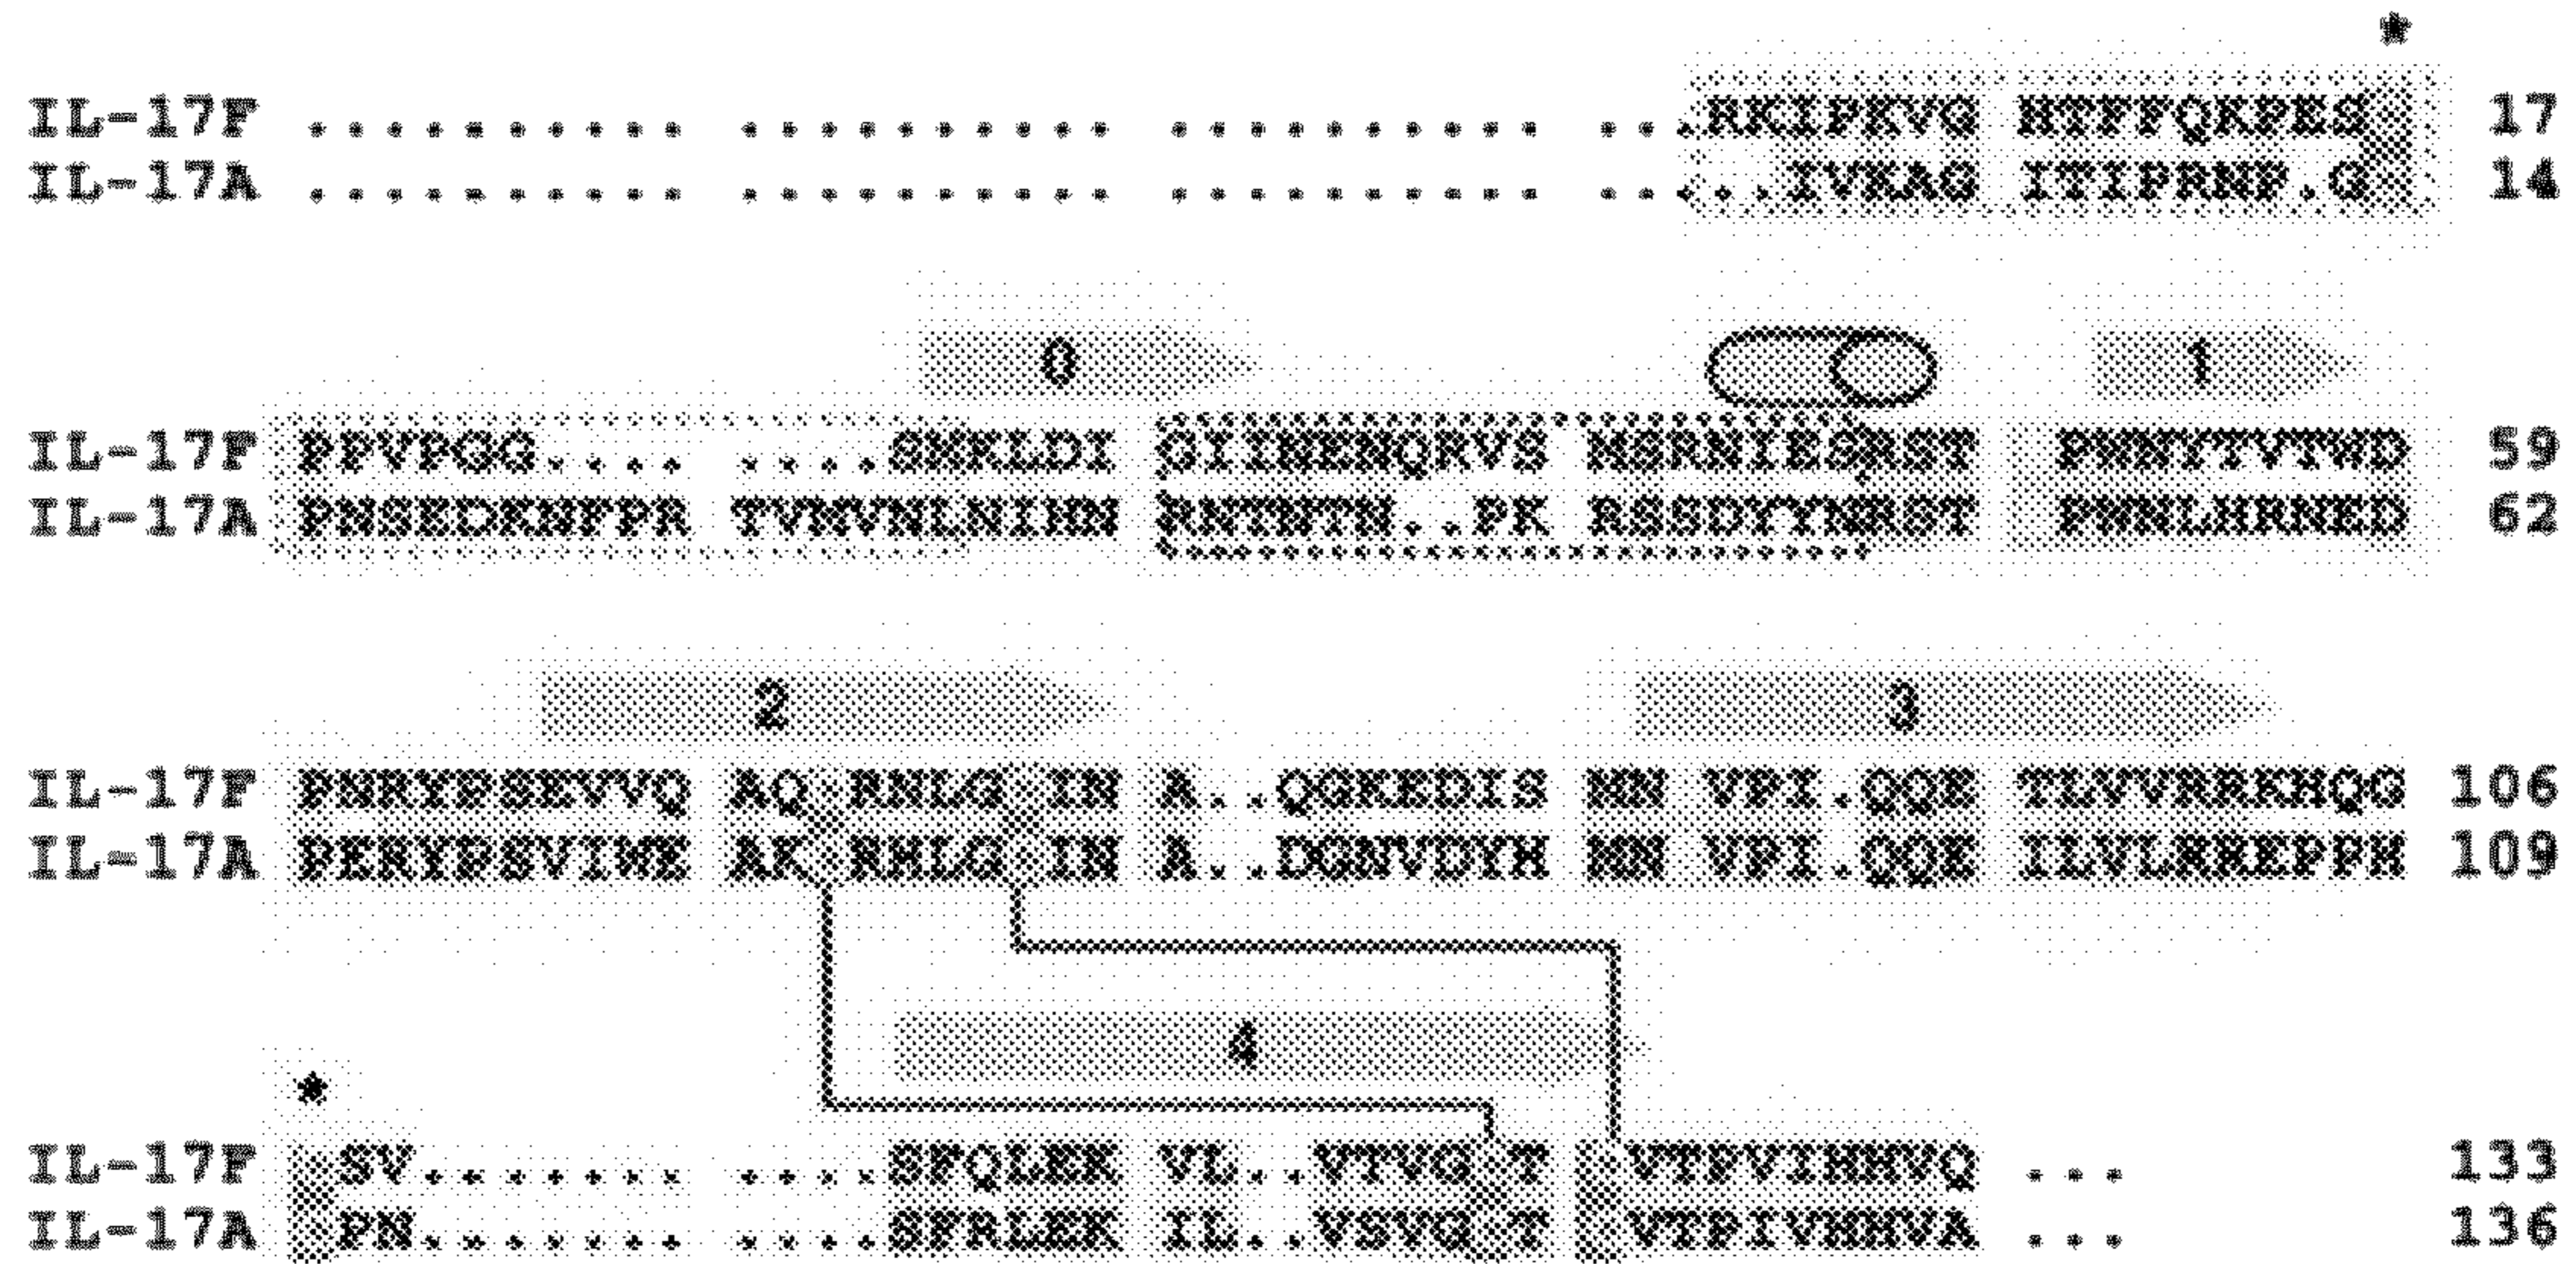 *
IL-17F .......... .......... .......... ...RKIPKVG HTFFQKPES 17
IL-17A .......... .......... .......... .....IVKAG ITIPRNP.G 14
0 1
IL-17F PPVPGG.... ....SMKLDI GIINENQRVS MSRNIESRST PWNYTVTWD 59
IL-17A PNSEDKNFPR TVMVNLNIHN RNTNTN..PK RSSDYYNRST PWNLHRNED 62
2 3
IL-17F PNRYPSEVVQ AQ RNLG IN A..QGKEDIS MN VPI.QQE TLVVRRKHQG 106
IL-17A PERYPSVIWE AK RHLG IN A..DGNVDYH MN VPI.QQE ILVLRREPPH 109
4
*
IL-17F SV....... ....SFQLEK VL..VTVG T VTPVIHHVQ ... 133
IL-17A PN....... ....SFRLEK IL..VSVG T VTPIVHHVA ... 136